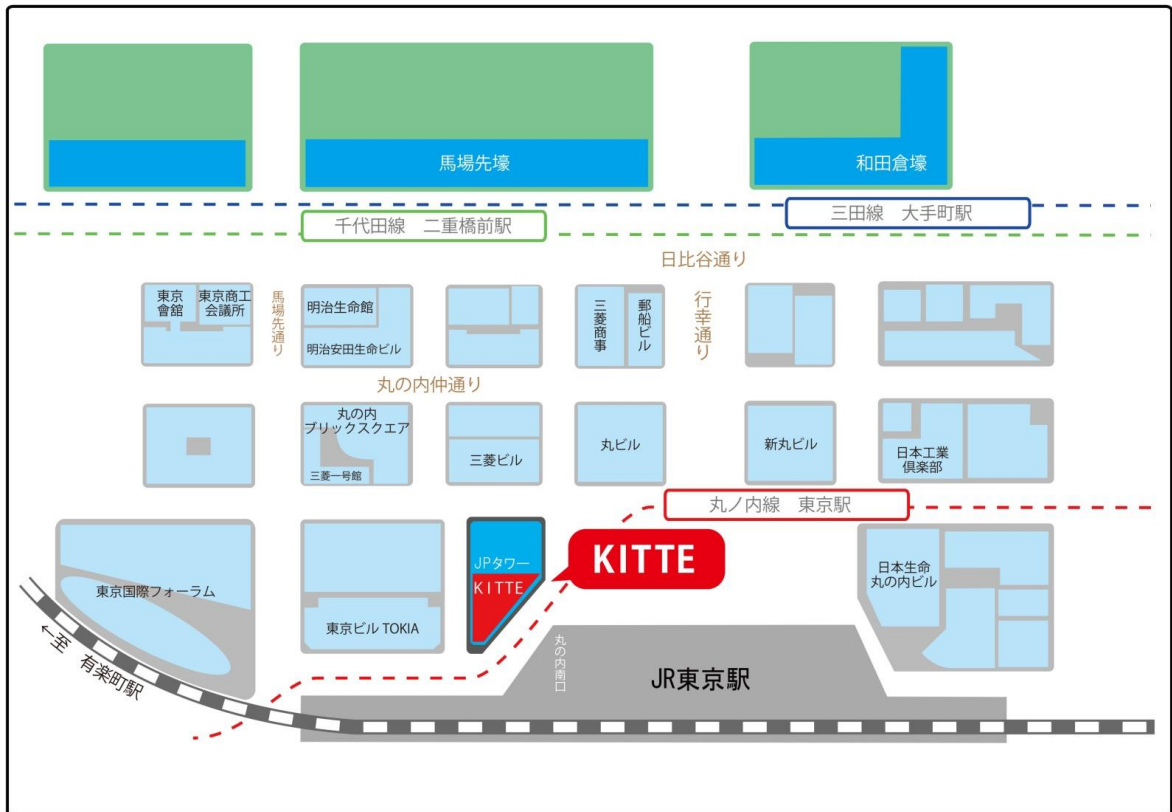 馬場先壕
和田倉壕
三田線　大手町駅
千代田線　二重橋前駅
日比谷通り
東京
會舘
東京商工
会議所
馬場先通り
明治生命館
明治安田生命ビル
三菱商事
郵船ビル
行幸通り
丸の内仲通り
丸の内
ブリックスクエア
三菱一号館
三菱ビル
丸ビル
新丸ビル
日本工業
倶楽部
丸ノ内線　東京駅
東京国際フォーラム
東京ビル TOKIA
JPタワー
KITTE
KITTE
日本生命
丸の内ビル
←至　有楽町駅
丸の内南口
JR東京駅